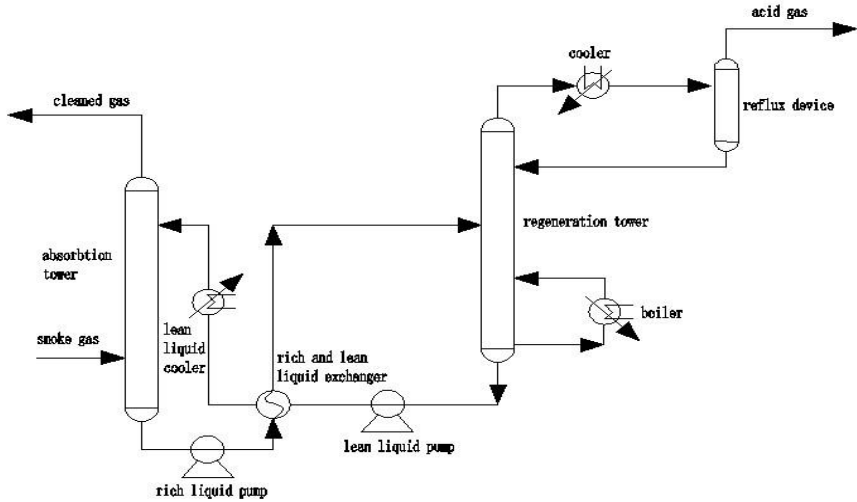 acid gas
cooler
cleaned gas
reflux device
regeneration tower
absorbtion
tower
smoke gas
lean
liquid
cooler
boiler
rich and lean
liquid exchanger
lean liquid pump
rich liquid pump